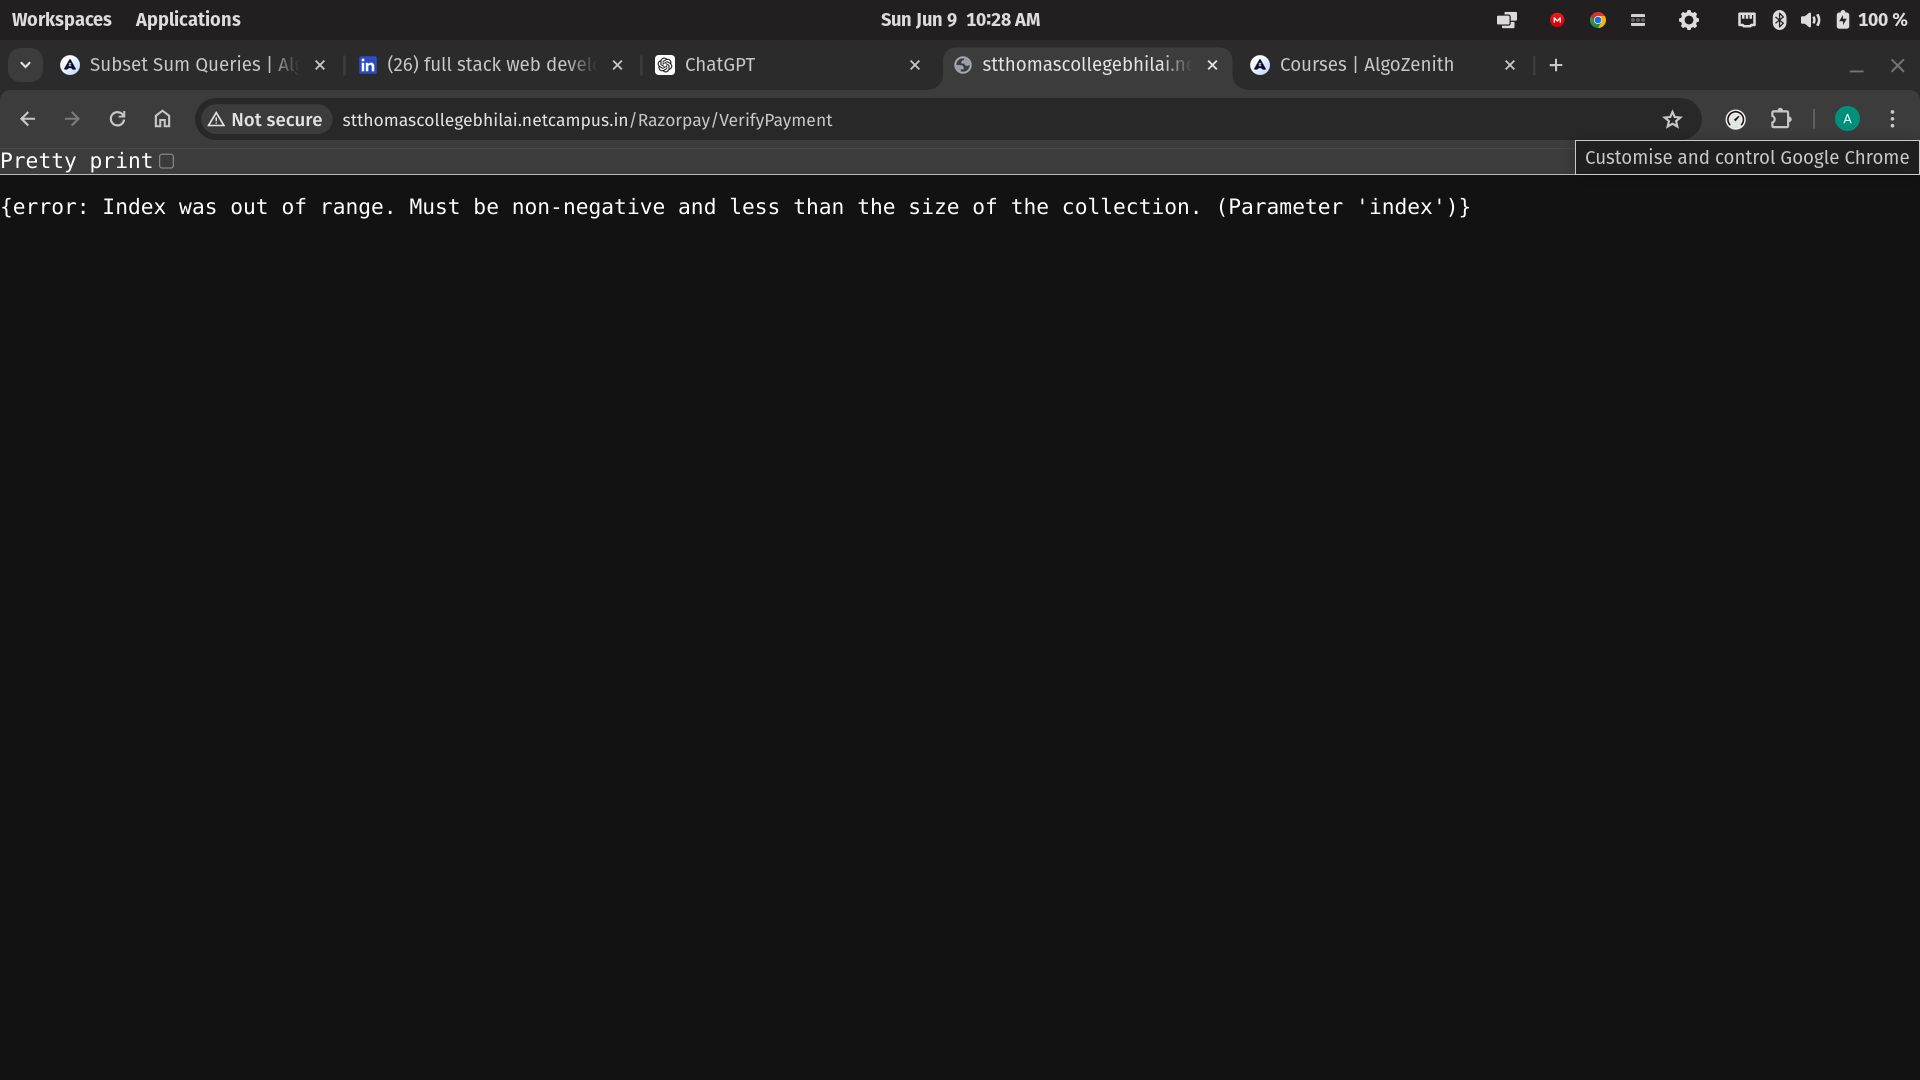 Workspaces Applications Sun Jun 9 10:28 AM 100 %
Subset Sum Queries | Alg (26) full stack web devel ChatGPT stthomascollegebhilai.ne Courses | AlgoZenith
Not secure stthomascollegebhilai.netcampus.in/Razorpay/VerifyPayment A
Pretty print Customise and control Google Chrome
{error: Index was out of range. Must be non-negative and less than the size of the collection. (Parameter 'index')}